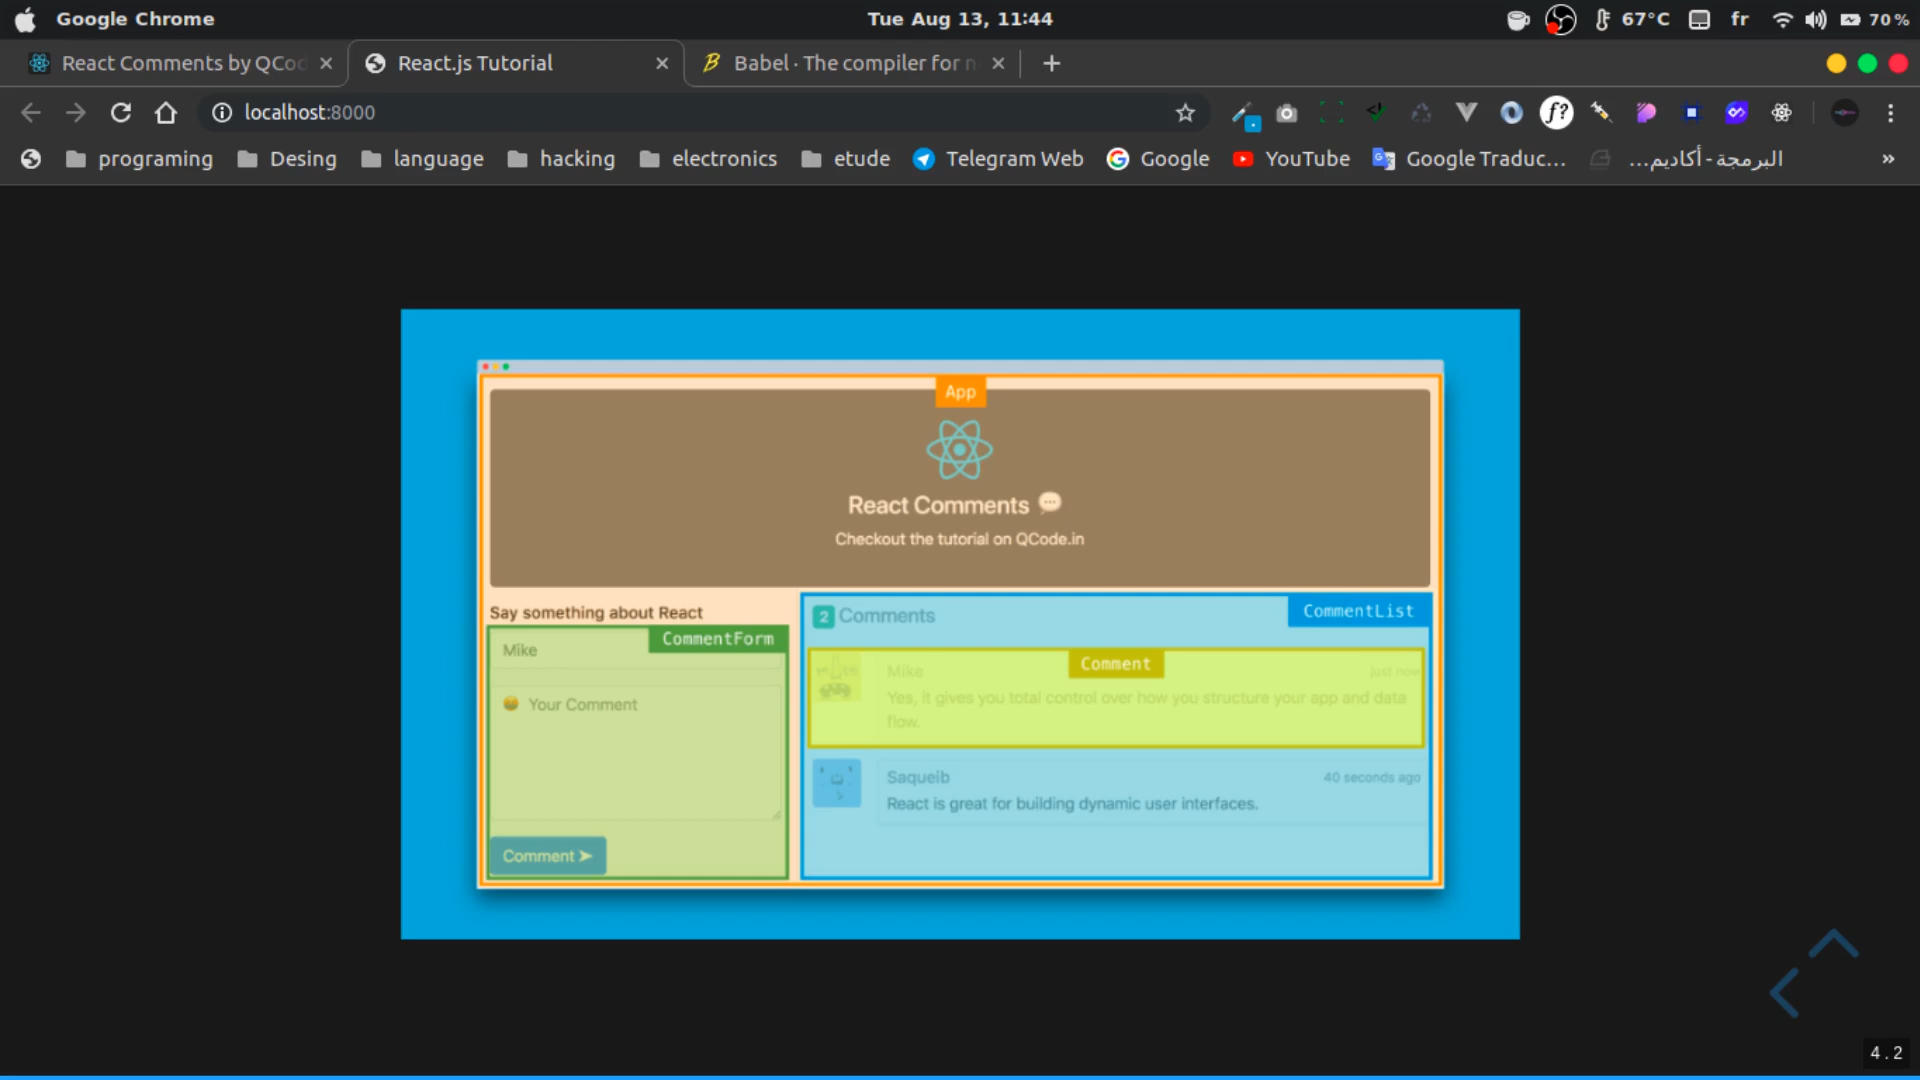 Google Chrome
Tue Aug 13, 11:44
67°C
fr
70 %
React Comments by QCod
React.js Tutorial
Babel · The compiler for n
localhost:8000
f?
programing
Desing
language
hacking
electronics
etude
Telegram Web
Google
YouTube
Google Traduc...
البرمجة - أكاديم...
App
React Comments
Checkout the tutorial on QCode.in
Say something about React
CommentForm
Mike
Your Comment
Comment
2 Comments
CommentList
Comment
Mike
just now
Yes, it gives you total control over how you structure your app and data
flow.
Saqueib
40 seconds ago
React is great for building dynamic user interfaces.
4.2